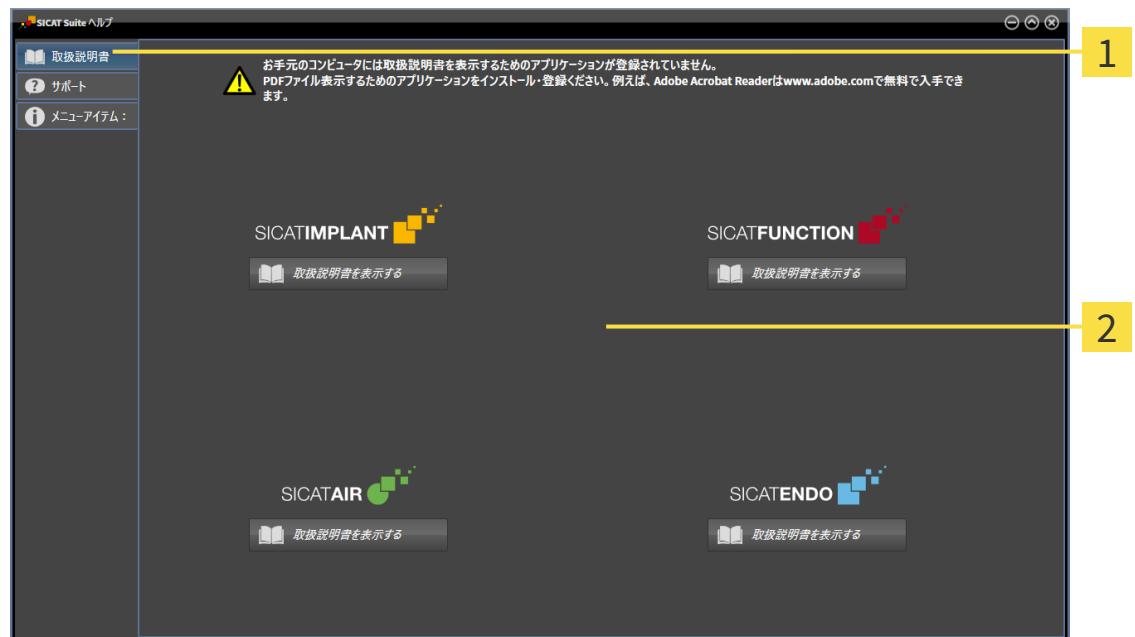 SICAT Suite ヘルプ
取扱説明書
サポート
メニューアイテム：
お手元のコンピュータには取扱説明書を表示するためのアプリケーションが登録されていません。
PDFファイル表示するためのアプリケーションをインストール・登録ください。例えば、Adobe Acrobat Readerはwww.adobe.comで無料で入手でき
ます。
1
SICATIMPLANT
SICATFUNCTION
取扱説明書を表示する
取扱説明書を表示する
2
SICATAIR
SICATENDO
取扱説明書を表示する
取扱説明書を表示する